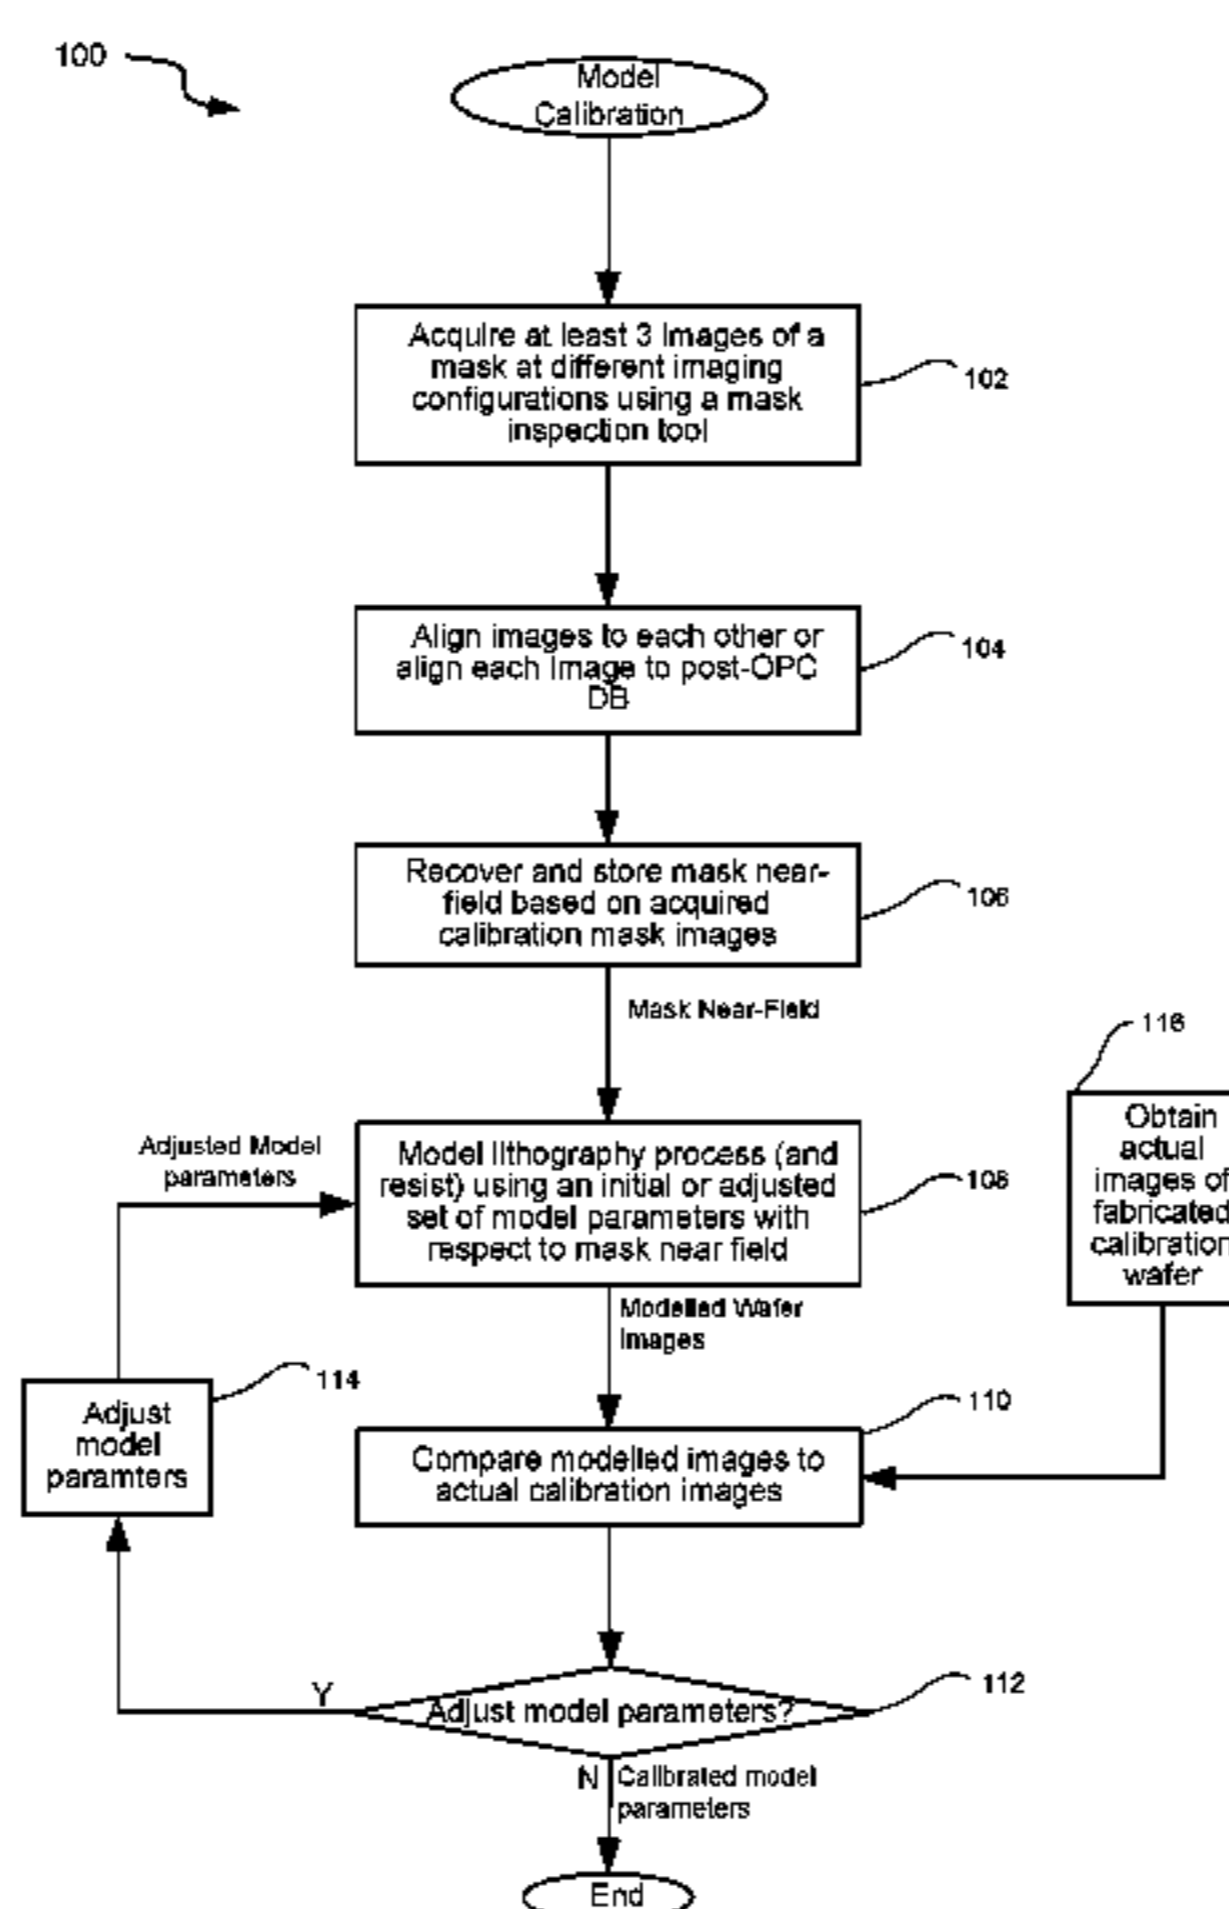 100
Model
Calibration
Acquire at least 3 images of a
mask at different imaging
configurations using a mask
inspection tool
102
Align images to each other or
align each image to post-OPC
DB
104
Recover and store mask near-
field based on acquired
calibration mask images
106
Mask Near-Field
116
Obtain
actual
images of
fabricated
calibration
wafer
Adjusted Model
parameters
Model lithography process (and
resist) using an initial or adjusted
set of model parameters with
respect to mask near field
108
Modelled Wafer
Images
114
Adjust
model
paramters
110
Compare modelled images to
actual calibration images
Y
Adjust model parameters?
112
N
Calibrated model
parameters
End